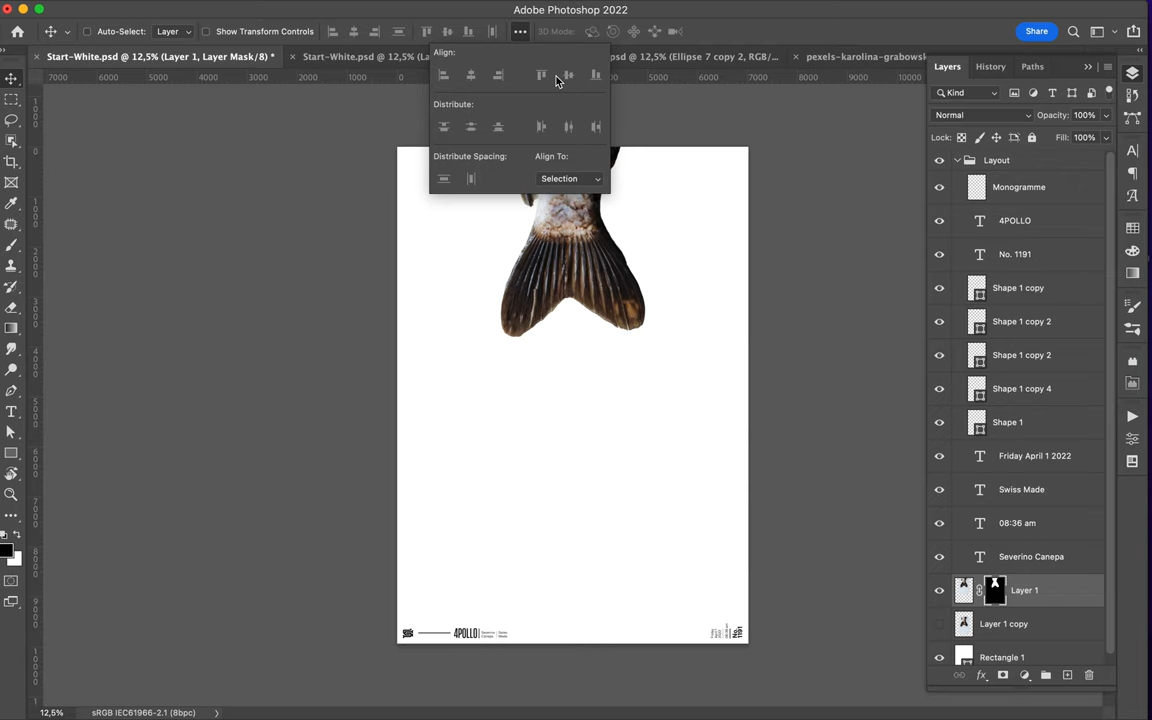 Adobe Photoshop 2022
Auto-Select: Layer Show Transform Controls 3D Mode: Share
Start-White.psd @ 12,5% (Layer 1, Layer Mask/8) * Start-White.psd @ 12,5% (La psd @ 12,5% (Ellipse 7 copy 2, RGB/... pexels-karolina-grabowsk
7000 6000 5000 4000 3000 2000 1000 0 5000 6000 7000 8000 9000
Align:
Distribute:
Distribute Spacing: Align To:
Selection
Layers History Paths
Kind
Normal Opacity: 100%
Lock: Fill: 100%
Layout
Monogramme
4POLLO
No. 1191
Shape 1 copy
Shape 1 copy 2
Shape 1 copy 2
Shape 1 copy 4
Shape 1
Friday April 1 2022
Swiss Made
08:36 am
Severino Canepa
Layer 1
Layer 1 copy
Rectangle 1
4POLLO Severino Canepa Swiss Made
No. 1191
12,5% sRGB IEC61966-2.1 (8bpc)